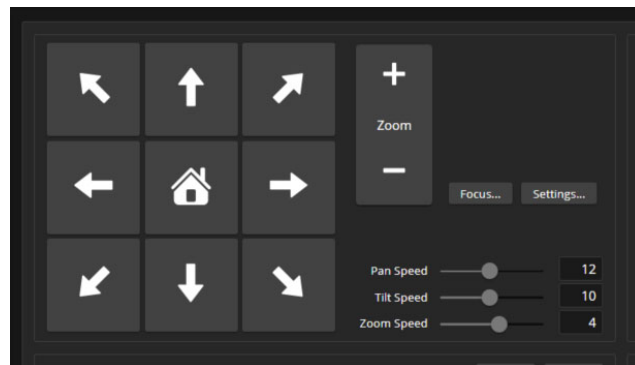 +
Zoom
−
Focus... Settings...
Pan Speed 12
Tilt Speed 10
Zoom Speed 4